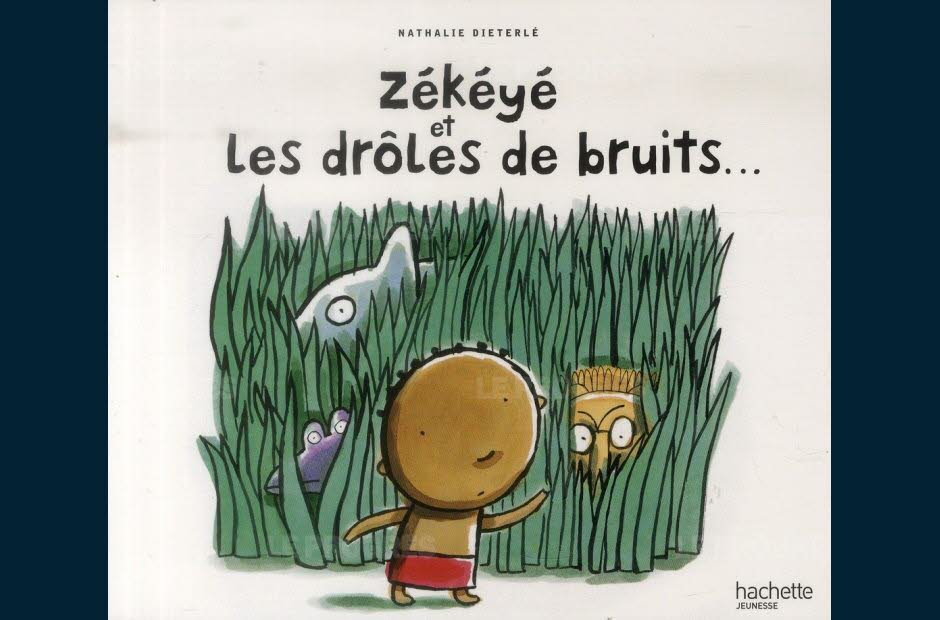 NATHALIE DIETERLÉ
Zékéyé
et
les drôles de bruits...
hachette
JEUNESSE